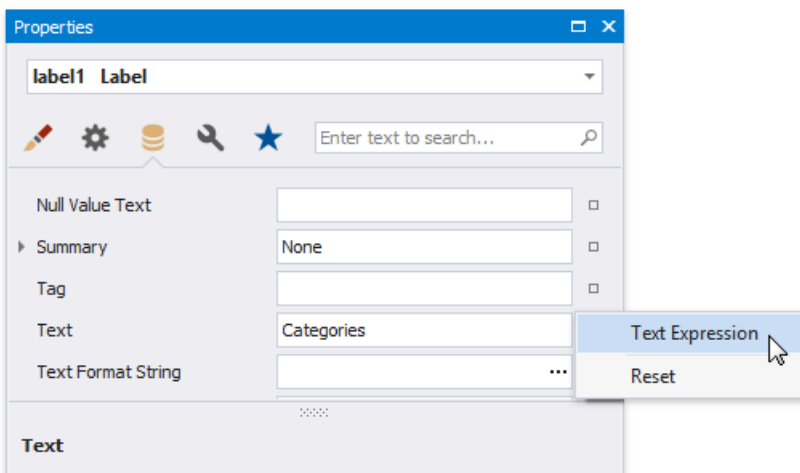 Properties
label1 Label
Enter text to search...
Null Value Text
Summary None
Tag
Text Categories
Text Expression
Text Format String ...
Reset
Text